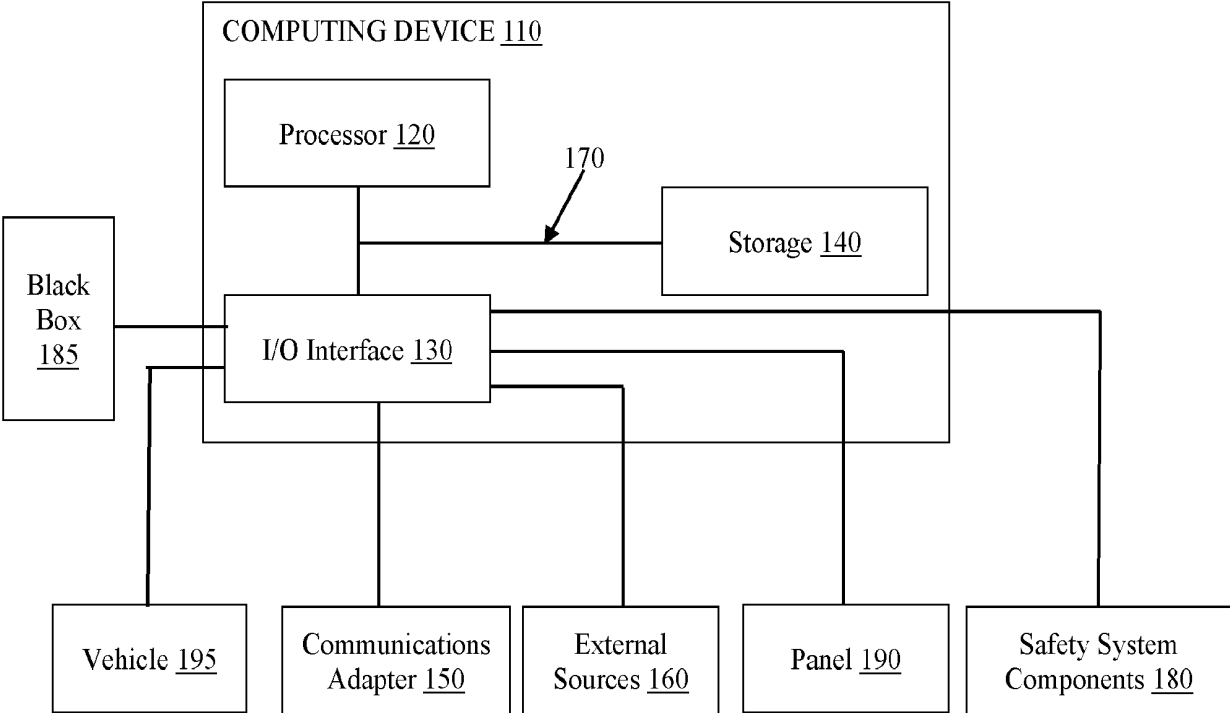 COMPUTING DEVICE 110
Processor 120
170
Storage 140
Black
Box
185
I/O Interface 130
Vehicle 195
Communications
Adapter 150
External
Sources 160
Panel 190
Safety System
Components 180